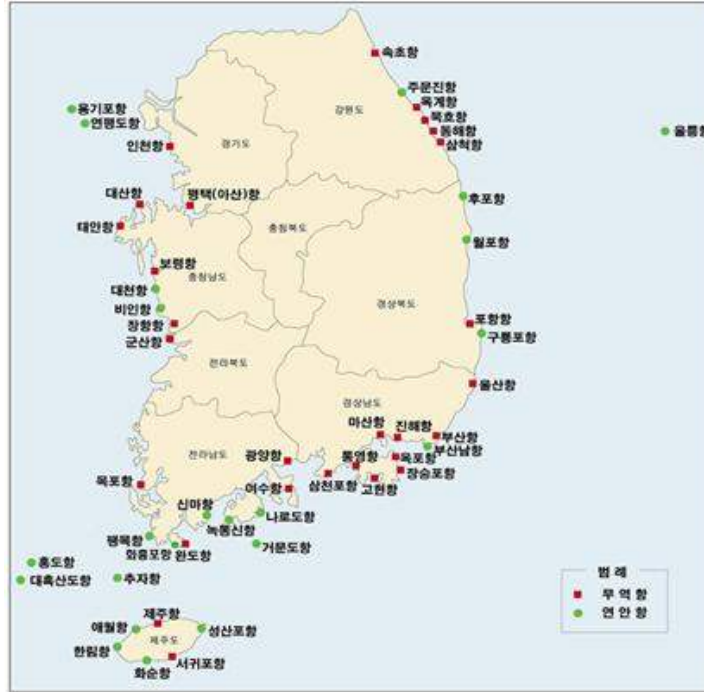 속초항
주문진항
옥계항
묵호항
동해항
삼척항
용기포항
연평도항
인천항
강원도
경기도
울릉항
대산항
평택(아산)항
태안항
후포항
충청북도
월포항
보령항
충청남도
대천항
비인항
장항항
군산항
경상북도
포항항
구룡포항
전라북도
울산항
경상남도
마산항
진해항
부산항
부산남항
전라남도
광양항
통영항
옥포항
장승포항
목포항
여수항
삼천포항
고현항
신마항
녹동신항
나로도항
팽목항
화흥포항
완도항
거문도항
홍도항
대흑산도항
추자항
제주항
애월항
성산포항
제주도
한림항
서귀포항
화순항
범 례
무 역 항
연 안 항